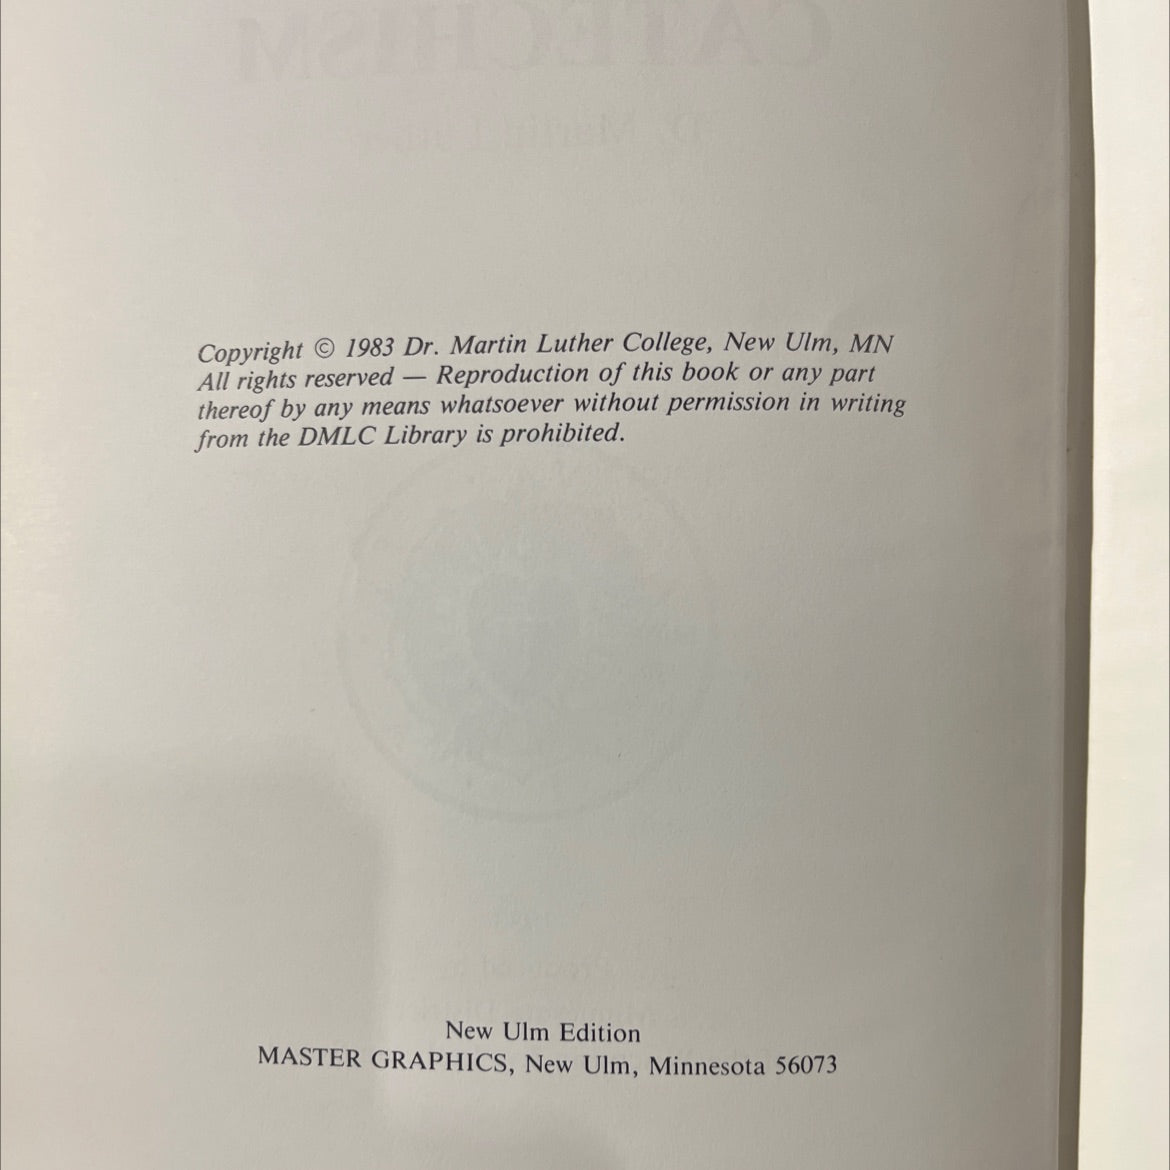 CATECHISM
Copyright © 1983 Dr. Martin Luther College, New Ulm, MN
All rights reserved — Reproduction of this book or any part
thereof by any means whatsoever without permission in writing
from the DMLC Library is prohibited.
New Ulm Edition
MASTER GRAPHICS, New Ulm, Minnesota 56073